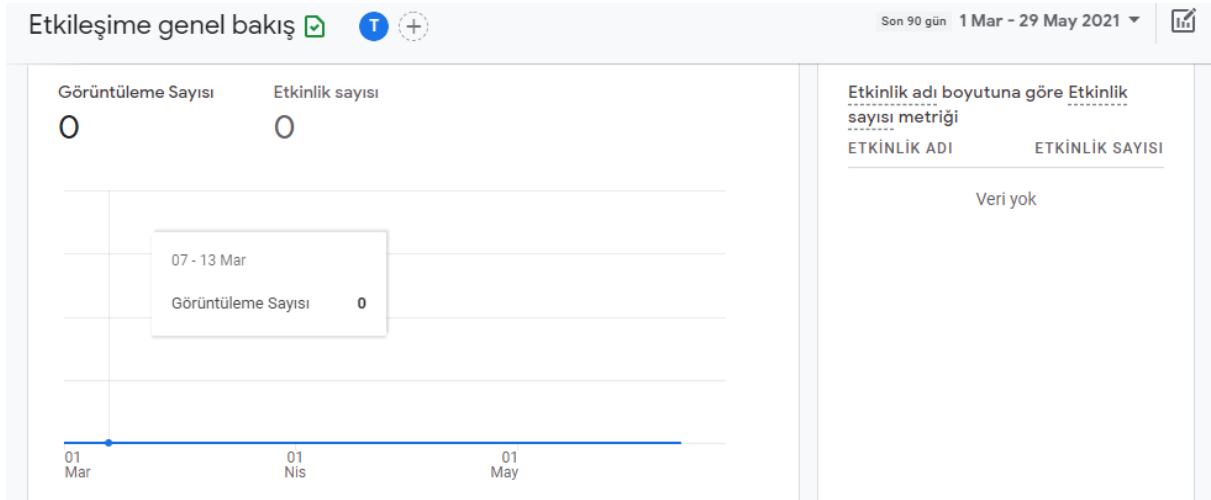 Etkileşime genel bakış
T
Son 90 gün 1 Mar - 29 May 2021
Görüntüleme Sayısı
0
Etkinlik sayısı
0
07 - 13 Mar
Görüntüleme Sayısı 0
01
Mar
01
Nis
01
May
Etkinlik adı boyutuna göre Etkinlik
sayısı metriği
ETKİNLİK ADI ETKİNLİK SAYISI
Veri yok